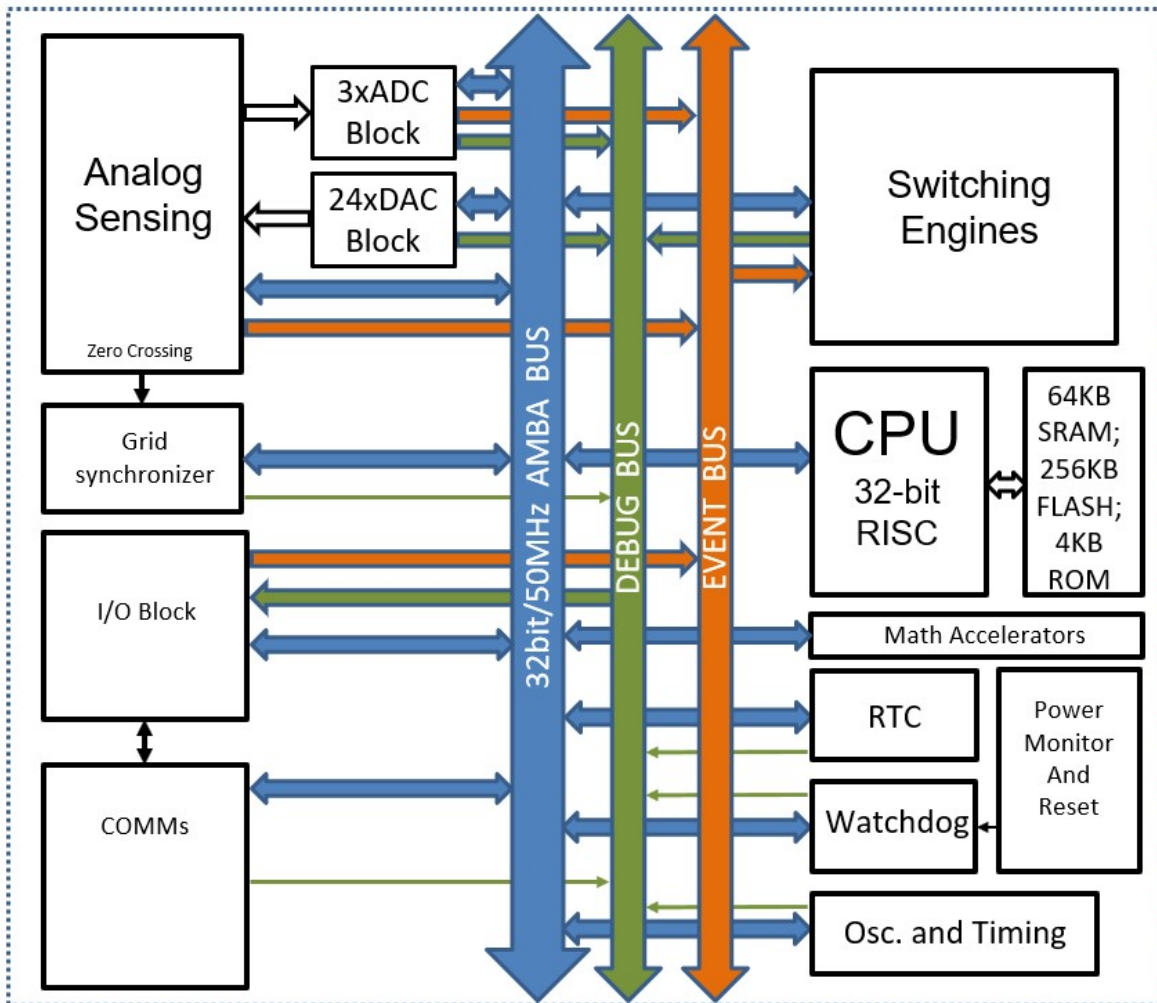 Analog
Sensing
Zero Crossing
3xADC
Block
24xDAC
Block
Grid
synchronizer
I/O Block
COMMs
32bit/50MHz AMBA BUS
DEBUG BUS
EVENT BUS
Switching
Engines
CPU
32-bit
RISC
64KB
SRAM;
256KB
FLASH;
4KB
ROM
Math Accelerators
RTC
Power
Monitor
And
Reset
Watchdog
Osc. and Timing